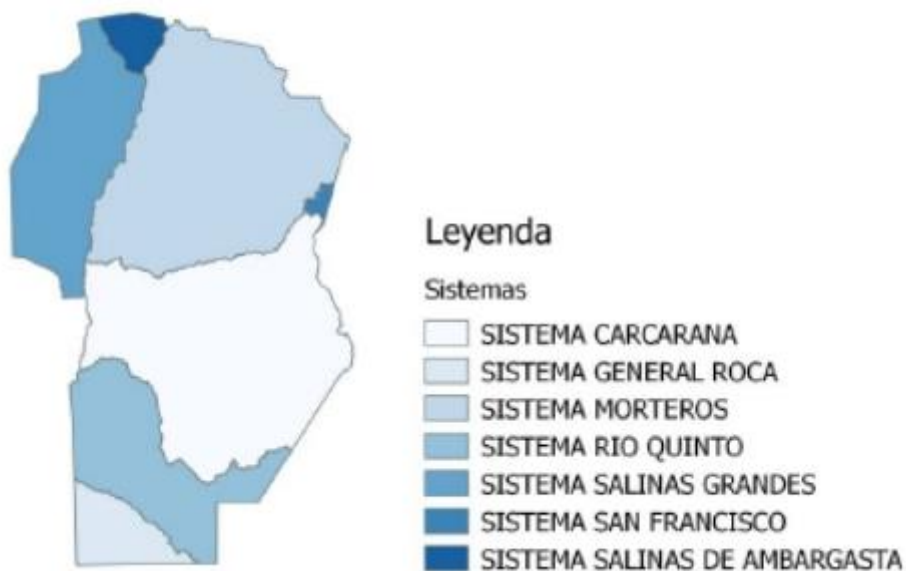 Leyenda
Sistemas
SISTEMA CARCARANA
SISTEMA GENERAL ROCA
SISTEMA MORTEROS
SISTEMA RIO QUINTO
SISTEMA SALINAS GRANDES
SISTEMA SAN FRANCISCO
SISTEMA SALINAS DE AMBARGASTA